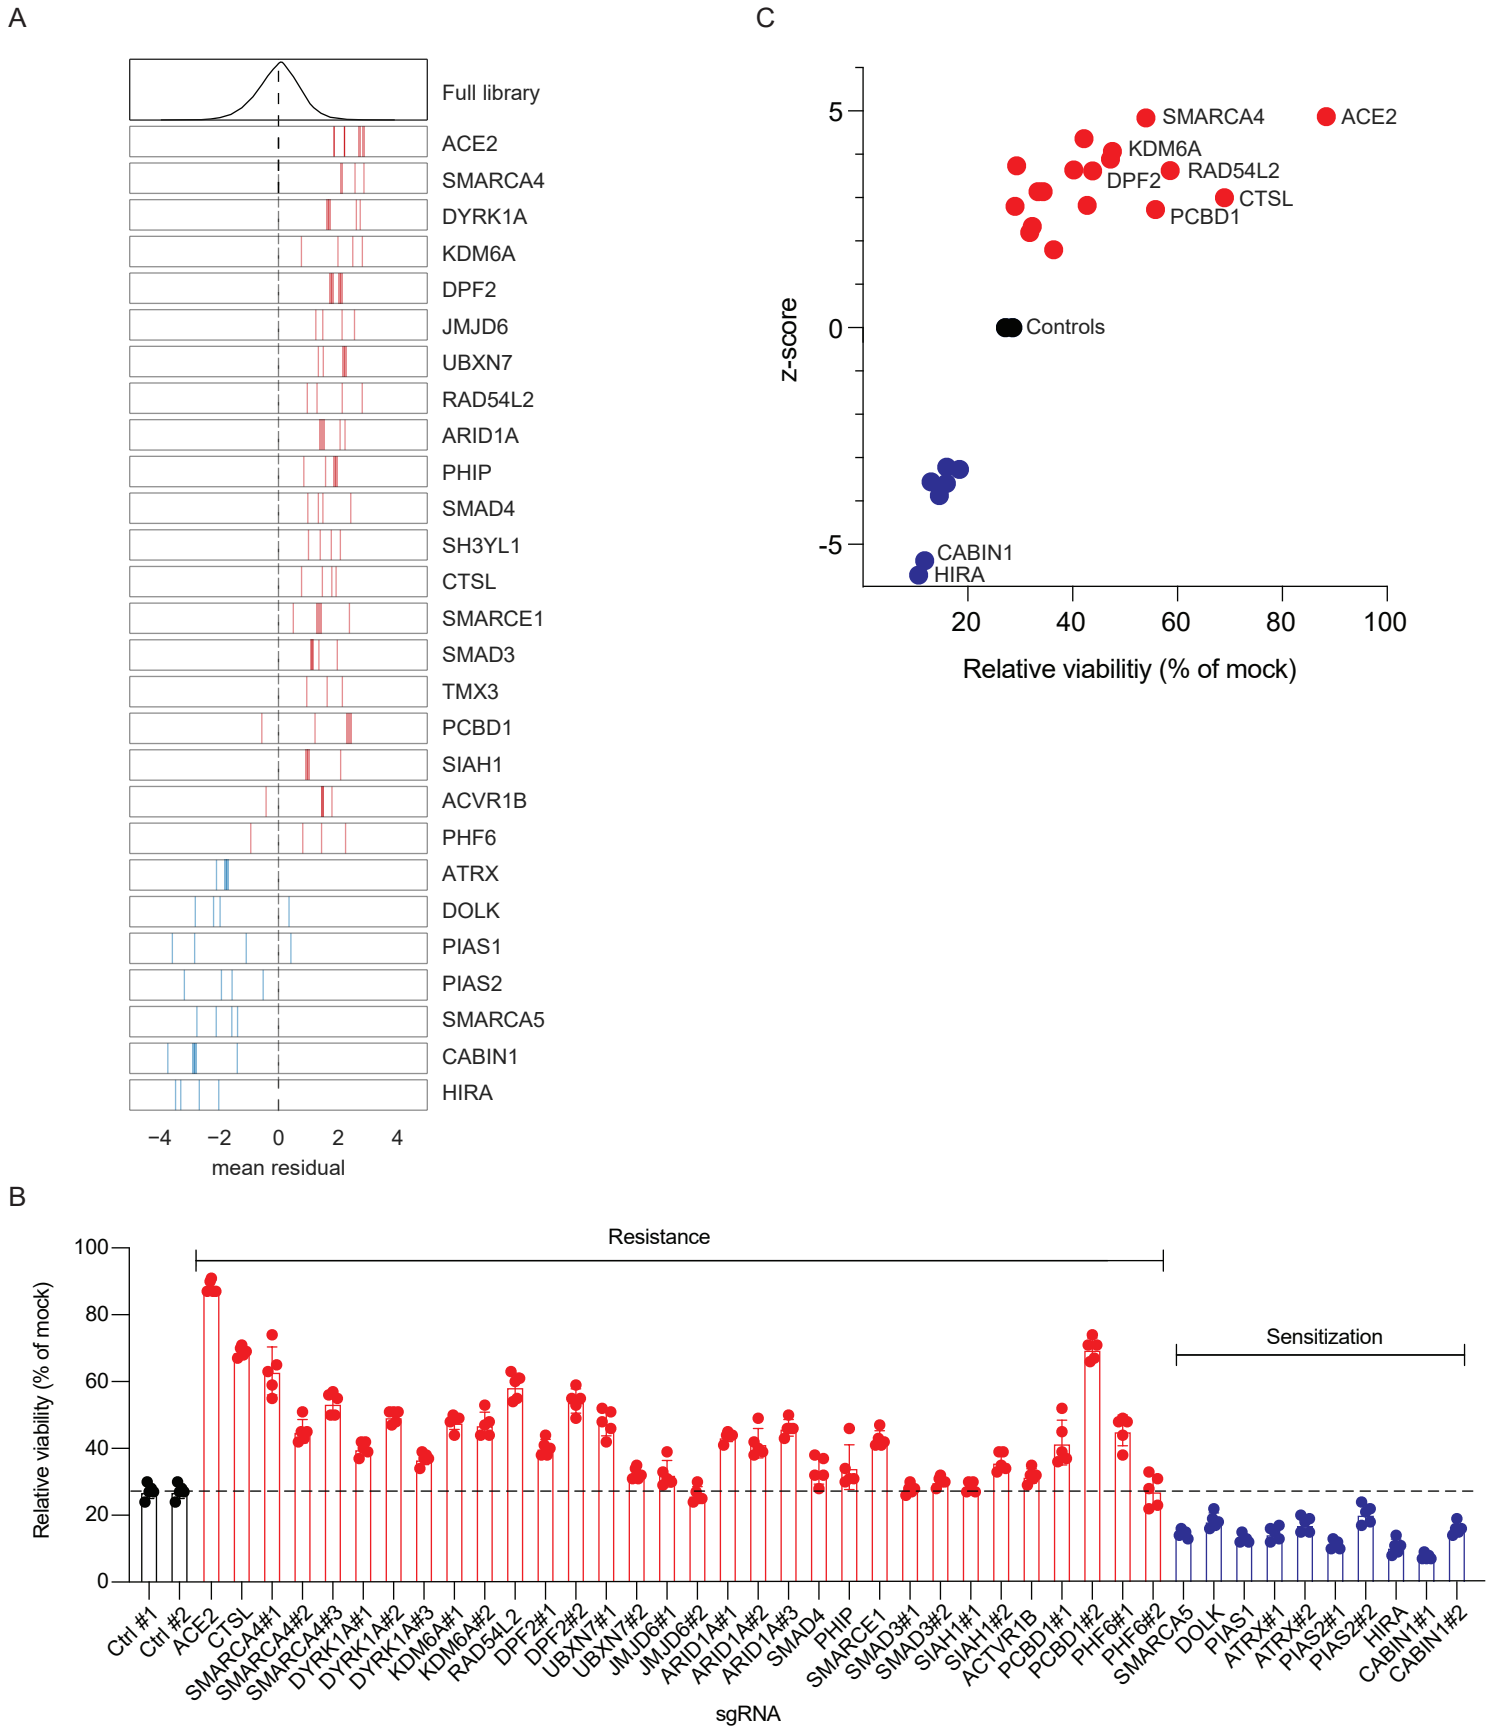 A
Full library
ACE2
SMARCA4
DYRK1A
KDM6A
DPF2
JMJD6
UBXN7
RAD54L2
ARID1A
PHIP
SMAD4
SH3YL1
CTSL
SMARCE1
SMAD3
TMX3
PCBD1
SIAH1
ACVR1B
PHF6
ATRX
DOLK
PIAS1
PIAS2
SMARCA5
CABIN1
HIRA
−4 −2 0 2 4
mean residual
C
z-score
5
0
-5
SMARCA4
ACE2
KDM6A
DPF2
RAD54L2
CTSL
PCBD1
Controls
CABIN1
HIRA
20 40 60 80 100
Relative viabilitiy (% of mock)
B
Relative viability (% of mock)
100
80
60
40
20
0
Resistance
Sensitization
Ctrl #1
Ctrl #2
ACE2
CTSL
SMARCA4#1
SMARCA4#2
SMARCA4#3
DYRK1A#1
DYRK1A#2
DYRK1A#3
KDM6A#1
KDM6A#2
RAD54L2
DPF2#1
DPF2#2
UBXN7#1
UBXN7#2
JMJD6#1
JMJD6#2
ARID1A#1
ARID1A#2
ARID1A#3
SMAD4
PHIP
SMARCE1
SMAD3#1
SMAD3#2
SIAH1#1
SIAH1#2
ACTVR1B
PCBD1#1
PCBD1#2
PHF6#1
PHF6#2
SMARCA5
DOLK
PIAS1
ATRX#1
ATRX#2
PIAS2#1
PIAS2#2
HIRA
CABIN1#1
CABIN1#2
sgRNA